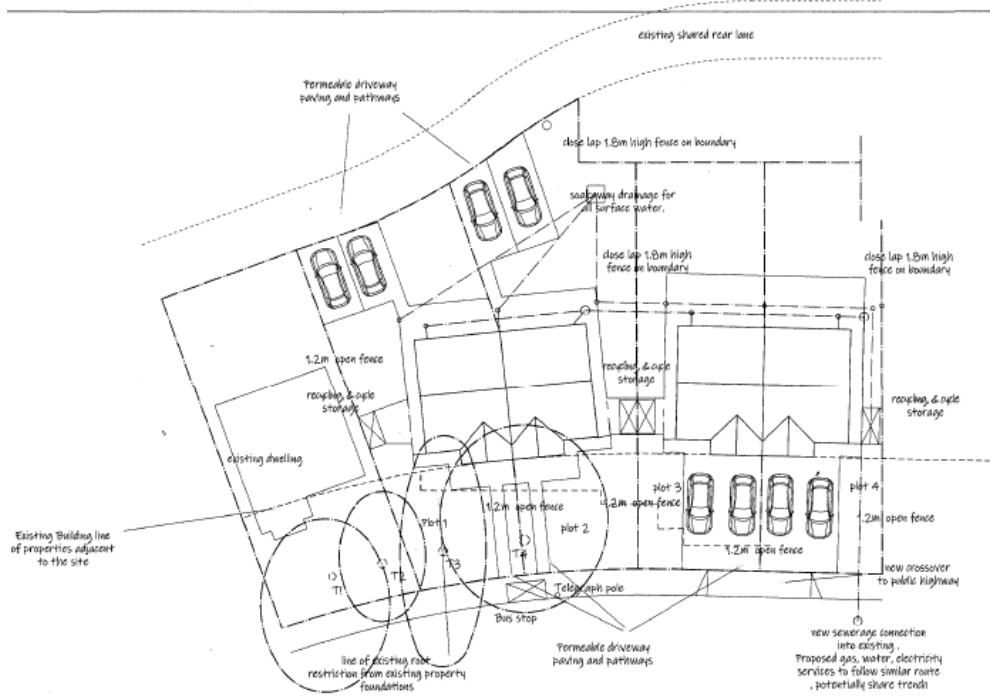 existing shared rear lane
Permeable driveway
paving and pathways
close lap 1.8m high fence on boundary
soakaway drainage for
all surface water.
close lap 1.8m high
fence on boundary
close lap 1.8m high
fence on boundary
1.2m open fence
recycling, & cycle
storage
recycling, & cycle
storage
recycling, & cycle
storage
existing dwelling
Existing Building line
of properties adjacent
to the site
plot 1
1.2m open fence
plot 2
plot 3
1.2m open fence
plot 4
1.2m open fence
1.2m open fence
T1
T2
T3
T4
Telegraph pole
Bus stop
new crossover
to public highway
line of existing root
restriction from existing property
foundations
Permeable driveway
paving and pathways
new sewerage connection
into existing .
Proposed gas, water, electricity
services to follow similar route
, potentially share trench